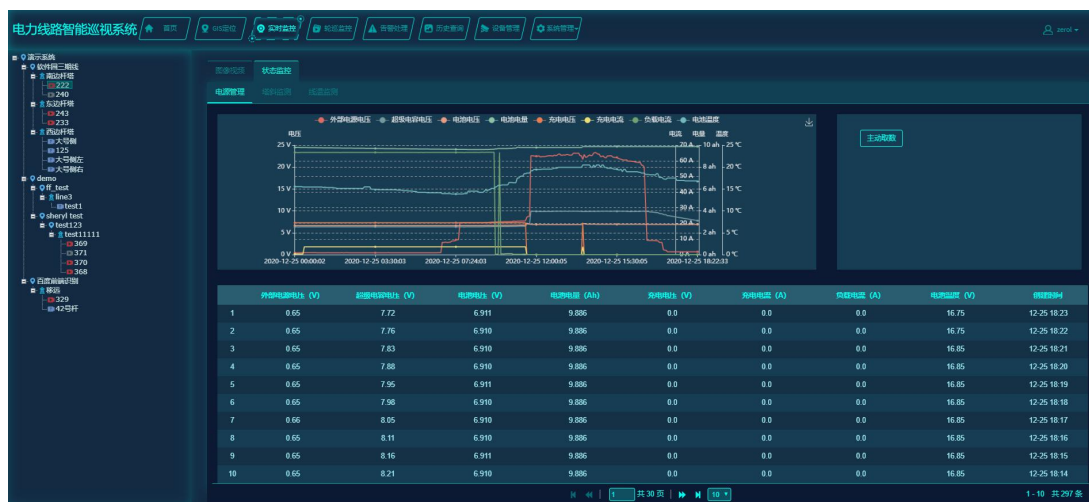 电力线路智能巡视系统 首页 GIS定位 实时监控 轮巡监控 告警处理 历史查询 设备管理 系统管理 zerol
演示系统
软件园三期线
南边杆塔
222
240
东边杆塔
243
233
西边杆塔
大号侧
125
大号侧左
大号侧右
demo
ff_test
line3
test1
sheryl test
test123
test11111
369
371
370
368
百度前端识别
移远
329
42号杆
图像视频 状态监控
电源管理 倾斜监测 线温监测
外部电源电压 超级电容电压 电池电压 电池电量 充电电压 充电电流 负载电流 电池温度
主动取数
电压 电流 电量 温度
25 V 70 A 10 ah 25 ℃
60 A
20 V 8 ah 20 ℃
50 A
15 V 40 A 6 ah 15 ℃
30 A
10 V 4 ah 10 ℃
20 A
5 V 2 ah 5 ℃
10 A
0 V 0 A 0 ah 0 ℃
2020-12-25 00:00:02 2020-12-25 03:30:03 2020-12-25 07:24:03 2020-12-25 12:00:05 2020-12-25 15:30:05 2020-12-25 18:22:33
外部电源电压 (V) 超级电容电压 (V) 电池电压 (V) 电池电量 (Ah) 充电电压 (V) 充电电流 (A) 负载电流 (A) 电池温度 (V) 创建时间
1 0.65 7.72 6.911 9.886 0.0 0.0 0.0 16.75 12-25 18:23
2 0.65 7.76 6.910 9.886 0.0 0.0 0.0 16.75 12-25 18:22
3 0.65 7.83 6.910 9.886 0.0 0.0 0.0 16.85 12-25 18:21
4 0.65 7.88 6.910 9.886 0.0 0.0 0.0 16.85 12-25 18:20
5 0.65 7.95 6.911 9.886 0.0 0.0 0.0 16.85 12-25 18:19
6 0.65 7.98 6.910 9.886 0.0 0.0 0.0 16.85 12-25 18:18
7 0.66 8.05 6.910 9.886 0.0 0.0 0.0 16.85 12-25 18:17
8 0.65 8.11 6.910 9.886 0.0 0.0 0.0 16.85 12-25 18:16
9 0.65 8.16 6.911 9.886 0.0 0.0 0.0 16.85 12-25 18:15
10 0.65 8.21 6.910 9.886 0.0 0.0 0.0 16.85 12-25 18:14
1 共 30 页 10 1 - 10 共 297 条